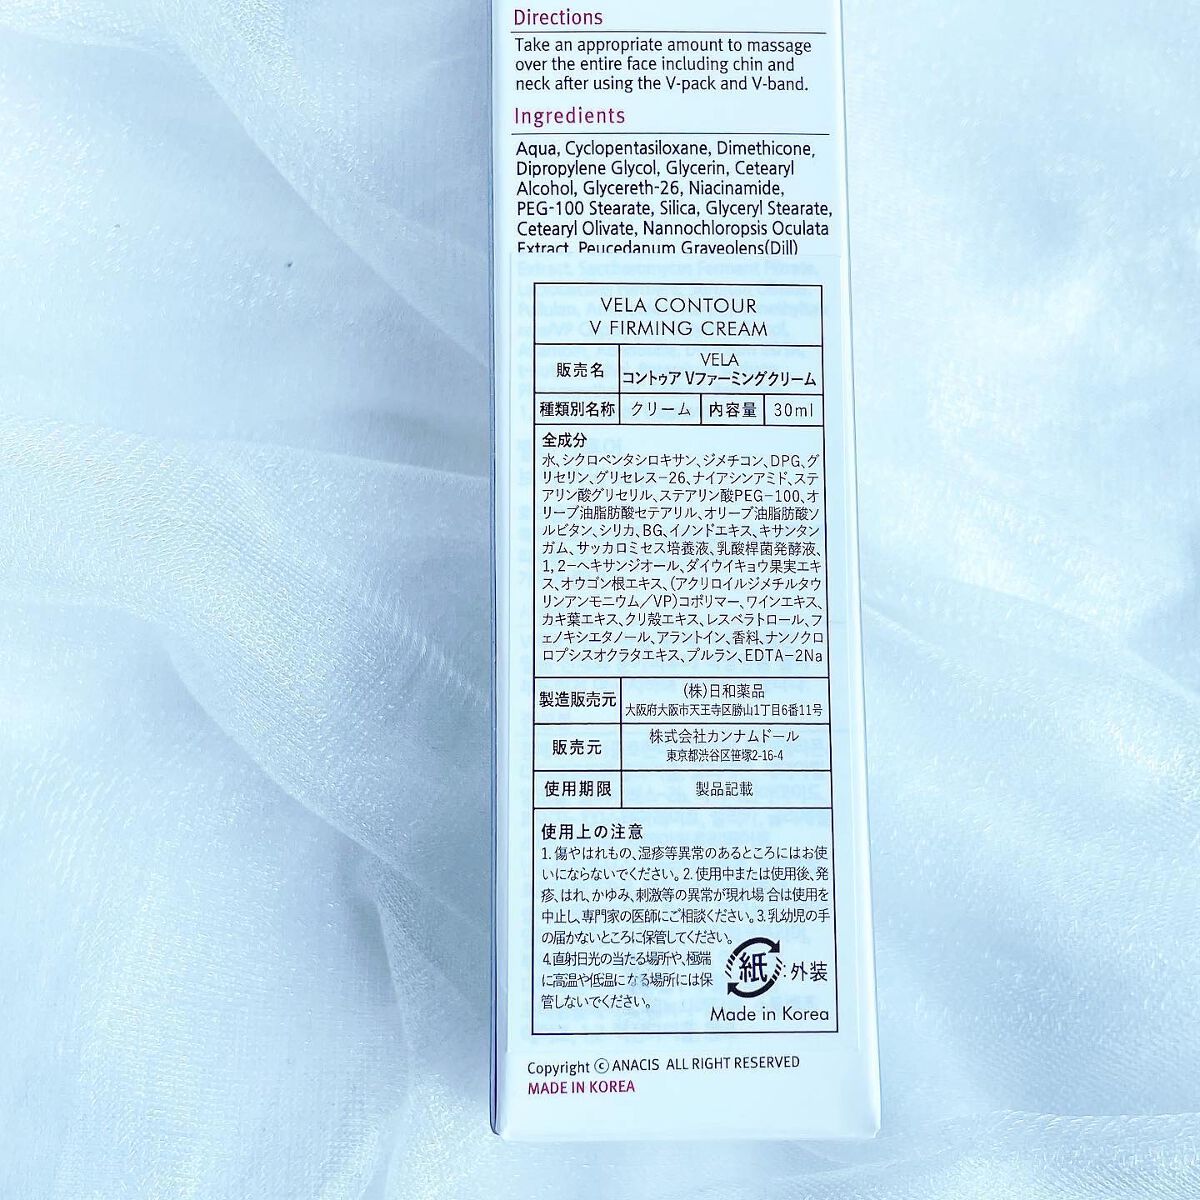 Directions
Take an appropriate amount to massage
over the entire face including chin and
neck after using the V-pack and V-band.
Ingredients
Aqua, Cyclopentasiloxane, Dimethicone,
Dipropylene Glycol, Glycerin, Cetearyl
Alcohol, Glycereth-26, Niacinamide,
PEG-100 Stearate, Silica, Glyceryl Stearate,
Cetearyl Olivate, Nannochloropsis Oculata
Extract, Peucedanum Graveolens(Dill)
VELA CONTOUR
V FIRMING CREAM
販売名
VELA
コントゥア Vファーミングクリーム
種類別名称 クリーム 内容量 30ml
全成分
水、シクロペンタシロキサン、ジメチコン、DPG、グ
リセリン、グリセレス-26、ナイアシンアミド、ステ
アリン酸グリセリル、ステアリン酸PEG-100、オ
リーブ油脂肪酸セテアリル、オリーブ油脂肪酸ソ
ルビタン、シリカ、BG、イノンドエキス、キサンタン
ガム、サッカロミセス培養液、乳酸桿菌発酵液、
1,2-ヘキサンジオール、ダイウイキョウ果実エキ
ス、オウゴン根エキス、(アクリロイルジメチルタウ
リンアンモニウム/VP)コポリマー、ワインエキス、
カキ葉エキス、クリ殻エキス、レスベラトロール、フ
ェノキシエタノール、アラントイン、香料、ナンノクロ
ロプシスオクラタエキス、プルラン、EDTA-2Na
製造販売元
(株)日和薬品
大阪府大阪市天王寺区勝山1丁目6番11号
販売元
株式会社カンナムドール
東京都渋谷区笹塚2-16-4
使用期限 製品記載
使用上の注意
1.傷やはれもの、湿疹等異常のあるところにはお使
いにならないでください。2.使用中または使用後、発
疹、はれ、かゆみ、刺激等の異常が現れ場 合は使用を
中止し、専門家の医師にご相談ください。3.乳幼児の手
の届かないところに保管してください。
4.直射日光の当たる場所や、極端
に高温や低温になる場所には保
管しないでください。
紙:外装
Made in Korea
Copyright ⓒ ANACIS ALL RIGHT RESERVED
MADE IN KOREA